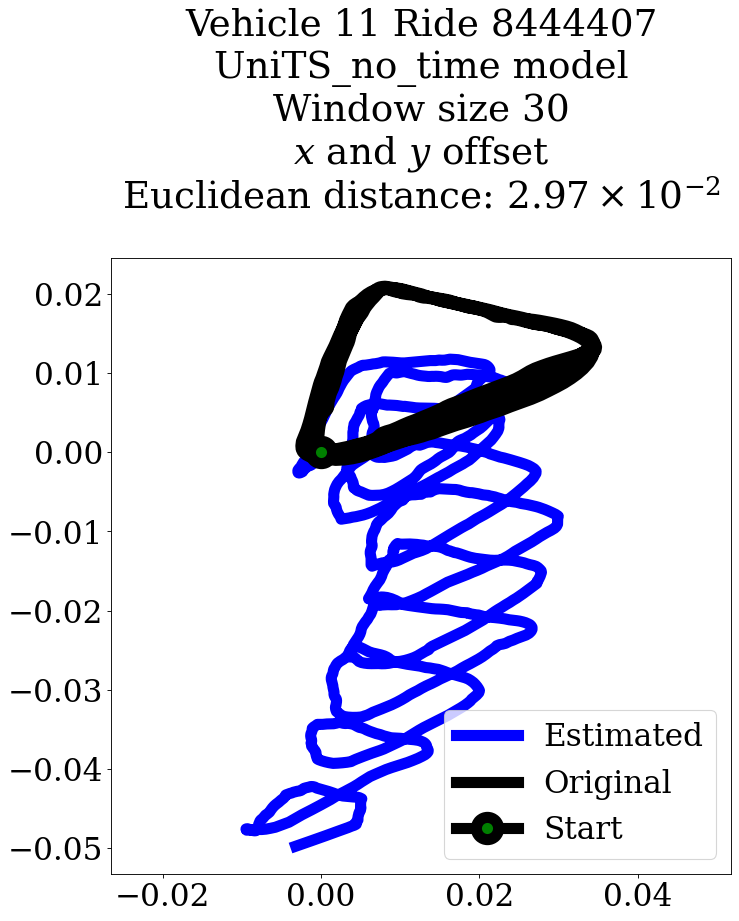 Vehicle 11 Ride 8444407
UniTS_no_time model
Window size 30
x and y offset
Euclidean distance: 2.97 × 10⁻²
0.02
0.01
0.00
−0.01
−0.02
−0.03
−0.04
−0.05
−0.02
0.00
0.02
0.04
Estimated
Original
Start